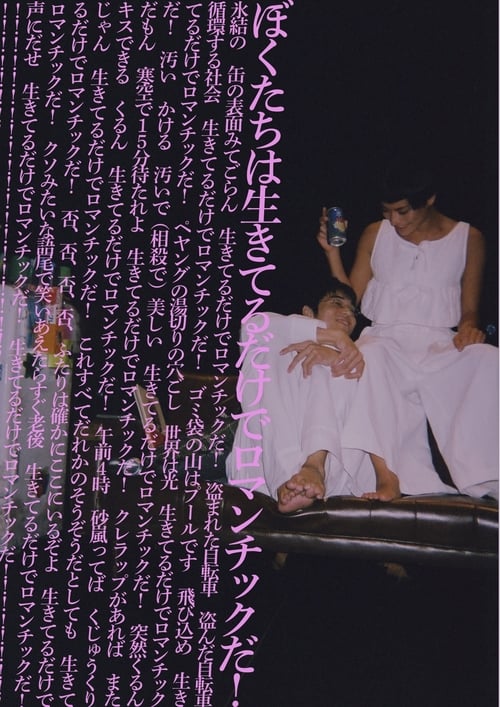 ぼくたちは生きてるだけでロマンチックだ!
氷結の 缶の表面みてごらん 生きてるだけでロマンチックだ! 盗まれた自転車 盗んだ自転車
循環する社会 生きてるだけでロマンチックだ! ゴミ袋の山はプールです 飛び込め 生き
てるだけでロマンチックだ! ペヤングの湯切りの穴ごし 世界は光 生きてるだけでロマンチック
だ! 汚い かける 汚いで(相殺で)美しい 生きてるだけでロマンチックだ! 突然くるん
だもん 寒空で15分待たれよ 生きてるだけでロマンチックだ! クレラップがあれば また
キスできる くるん 生きてるだけでロマンチックだ! 午前4時 砂嵐ってば くじゅうくり
じゃん 生きてるだけでロマンチックだ! これすべてだれかのそうぞうだとしても 生きて
るだけでロマンチックだ! 否、否、否、否、ふたりは確かにここにいるぞよ 生きてるだけで
ロマンチックだ! クソみたいな語尾で笑いあえたらすぐ老後 生きてるだけでロマンチックだ!
声にだせ 生きてるだけでロマンチックだ! 生きてるだけでロマンチックだ!!!!